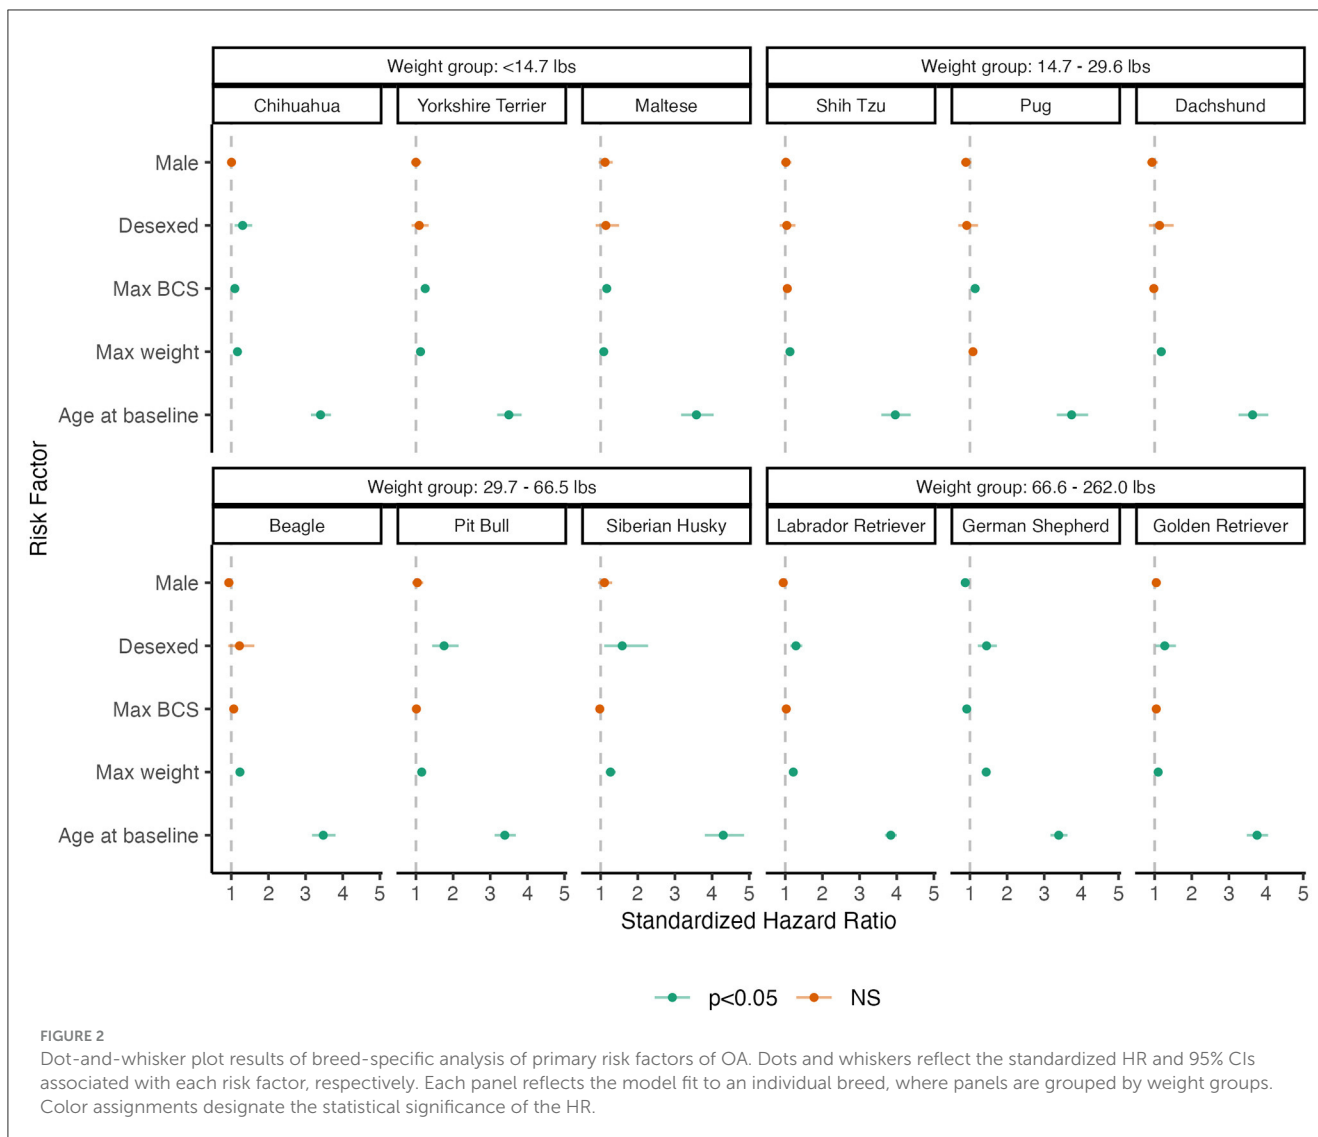 Weight group: <14.7 lbs
Weight group: 14.7 - 29.6 lbs
Chihuahua
Yorkshire Terrier
Maltese
Shih Tzu
Pug
Dachshund
Male
Desexed
Max BCS
Max weight
Age at baseline
Risk Factor
Weight group: 29.7 - 66.5 lbs
Weight group: 66.6 - 262.0 lbs
Beagle
Pit Bull
Siberian Husky
Labrador Retriever
German Shepherd
Golden Retriever
Male
Desexed
Max BCS
Max weight
Age at baseline
1 2 3 4 5 1 2 3 4 5 1 2 3 4 5 1 2 3 4 5 1 2 3 4 5 1 2 3 4 5
Standardized Hazard Ratio
p<0.05 NS
FIGURE 2
Dot-and-whisker plot results of breed-specific analysis of primary risk factors of OA. Dots and whiskers reflect the standardized HR and 95% CIs
associated with each risk factor, respectively. Each panel reflects the model fit to an individual breed, where panels are grouped by weight groups.
Color assignments designate the statistical significance of the HR.